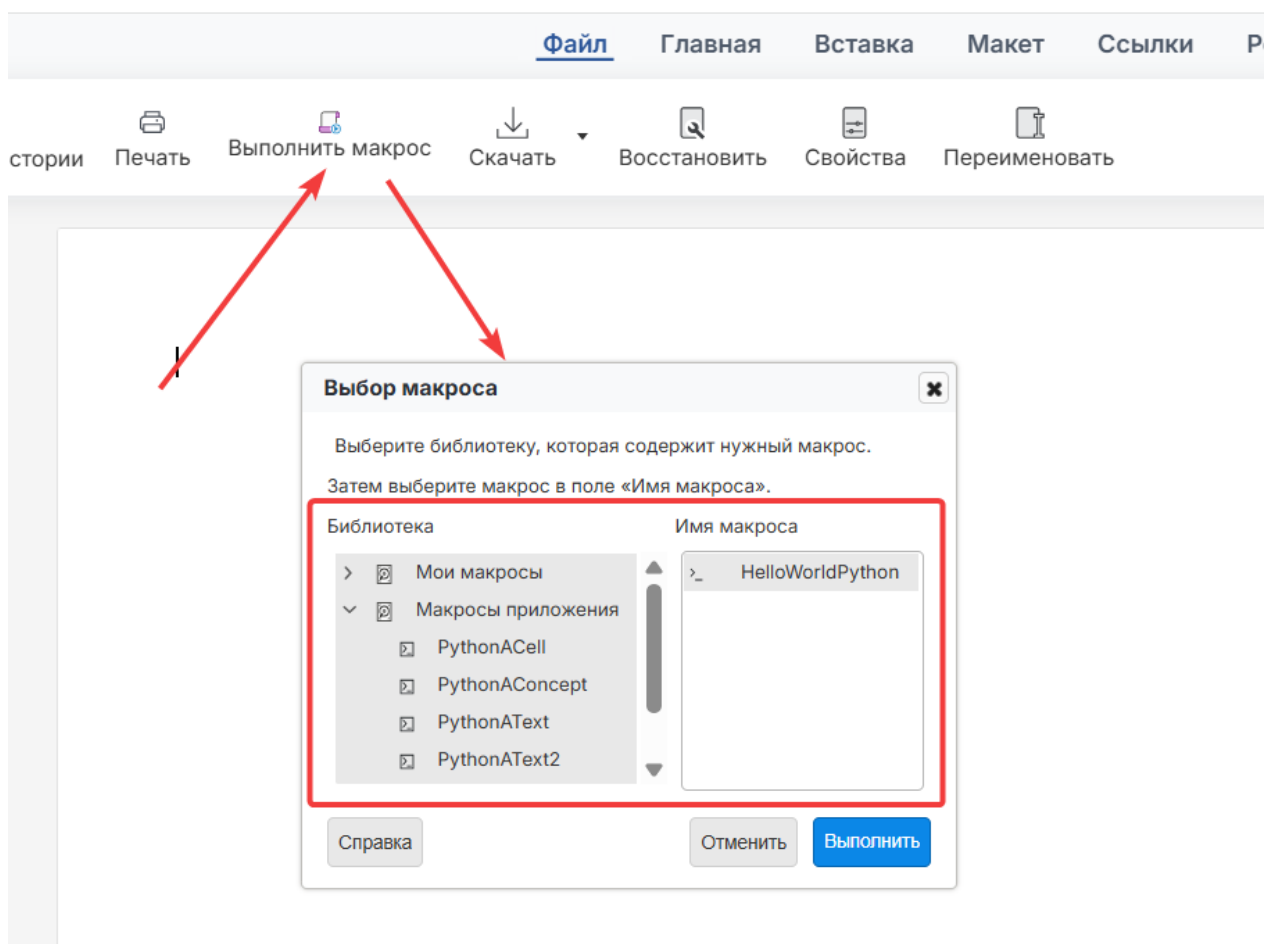 Файл Главная Вставка Макет Ссылки
стории Печать Выполнить макрос Скачать Восстановить Свойства Переименовать
Выбор макроса
Выберите библиотеку, которая содержит нужный макрос.
Затем выберите макрос в поле «Имя макроса».
Библиотека Имя макроса
Мои макросы >_ HelloWorldPython
Макросы приложения
PythonACell
PythonAConcept
PythonAText
PythonAText2
Справка Отменить Выполнить